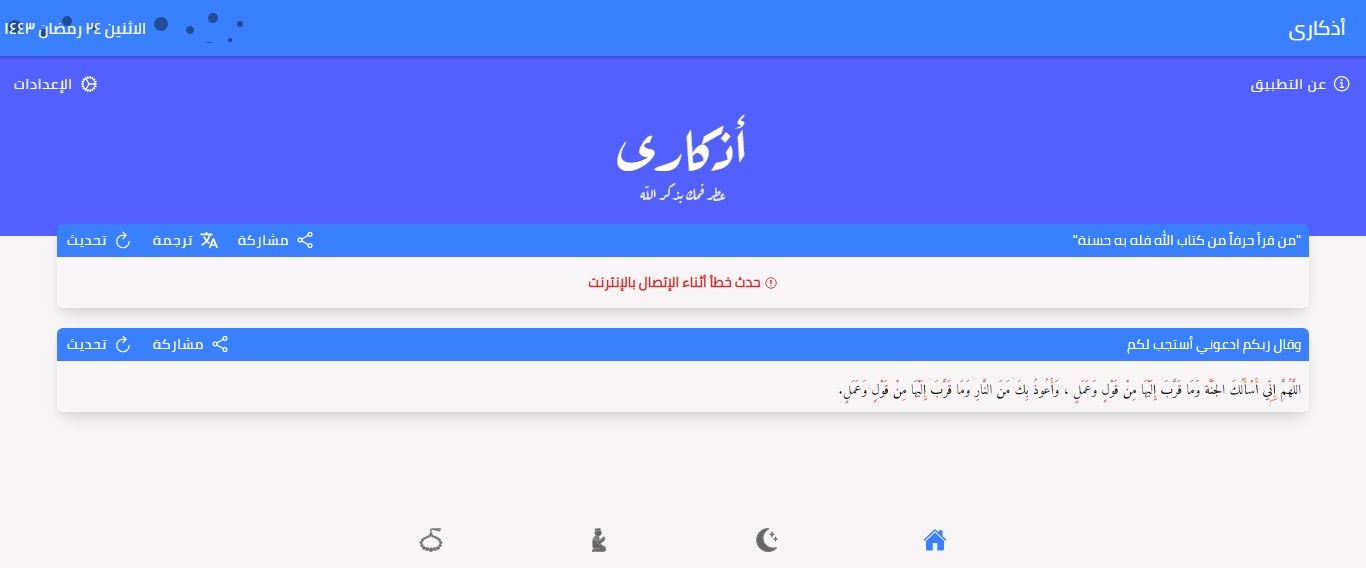 أذكارى
الاثنين ٢٤ رمضان ١٤٤٣
عن التطبيق
الإعدادات
أذكارى
عطر فمك بذكر الله
"من قرأ حرفاً من كتاب الله فله به حسنة"
مشاركة ترجمة تحديث
حدث خطأ أثناء الإتصال بالإنترنت
وقال ربكم ادعوني أستجب لكم
مشاركة تحديث
اللَّهُمَّ إِنِّي أَسْأَلُكَ الجَنَّةَ وَمَا قَرَّبَ إِلَيْهَا مِنْ قَوْلٍ وَعَمَلٍ ، وَأَعُوذُ بِكَ مَنَ النَّارِ وَمَا قَرَّبَ إِلَيْهَا مِنْ قَوْلٍ وَعَمَلٍ.